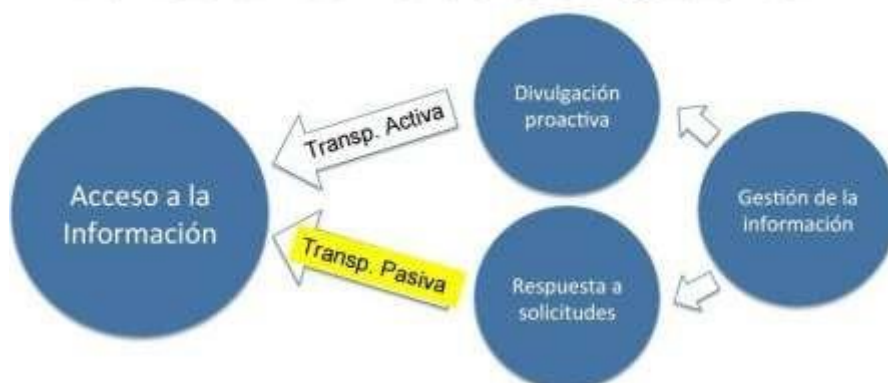 Acceso a la
Información
Transp. Activa
Transp. Pasiva
Divulgación
proactiva
Respuesta a
solicitudes
Gestión de la
información